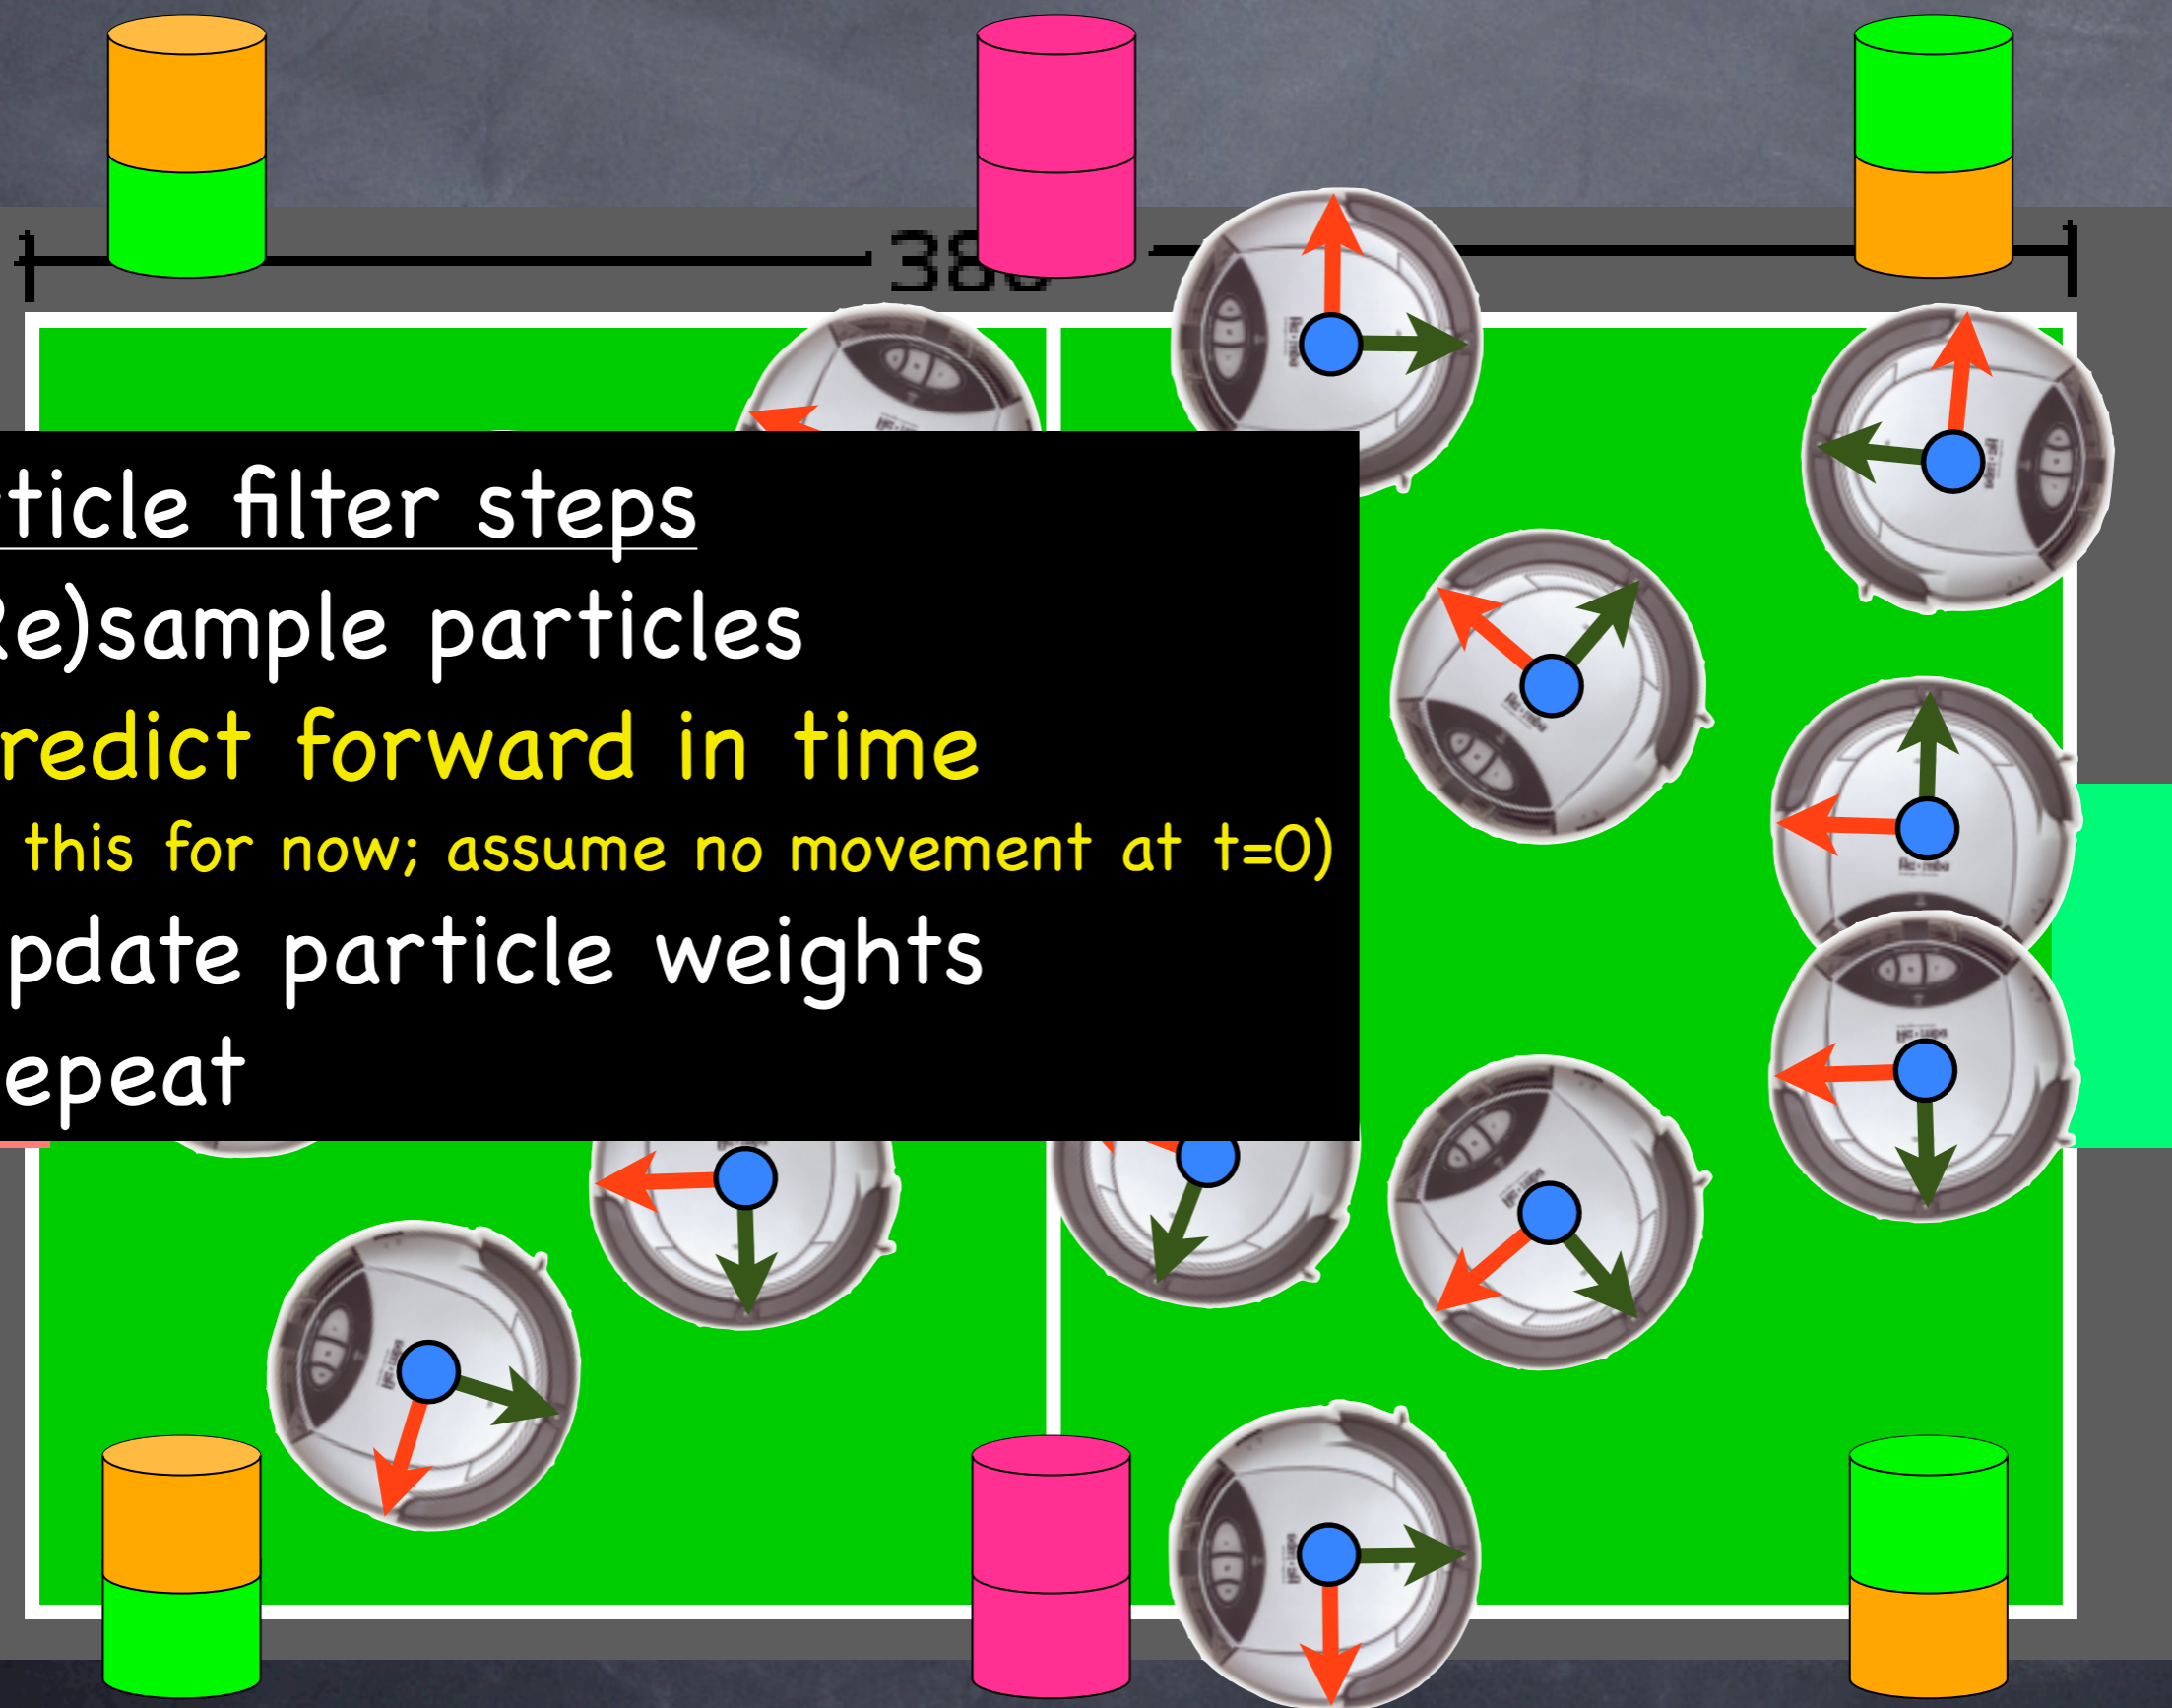 ticle filter steps
Re)sample particles
redict forward in time
this for now; assume no movement at t=0)
pdate particle weights
epeat